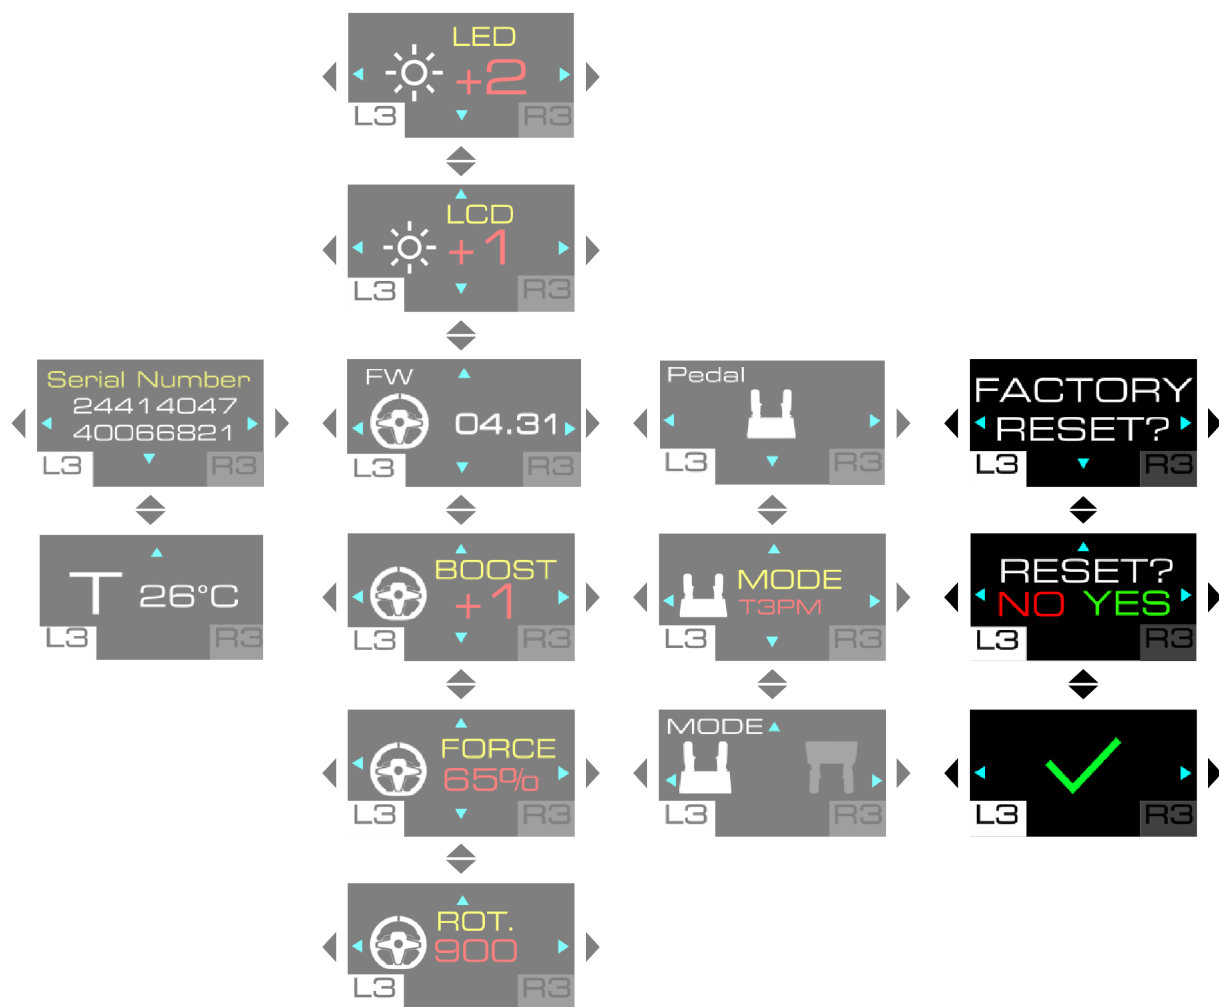 LED
+2
L3 R3
LCD
+1
L3 R3
Serial Number
24414047
40066821
L3 R3
T 26°C
L3 R3
FW
04.31
L3 R3
BOOST
+1
L3 R3
FORCE
65%
L3 R3
ROT.
900
L3 R3
Pedal
L3 R3
MODE
T3PM
L3 R3
MODE
L3 R3
FACTORY
RESET?
L3 R3
RESET?
NO YES
L3 R3
L3 R3